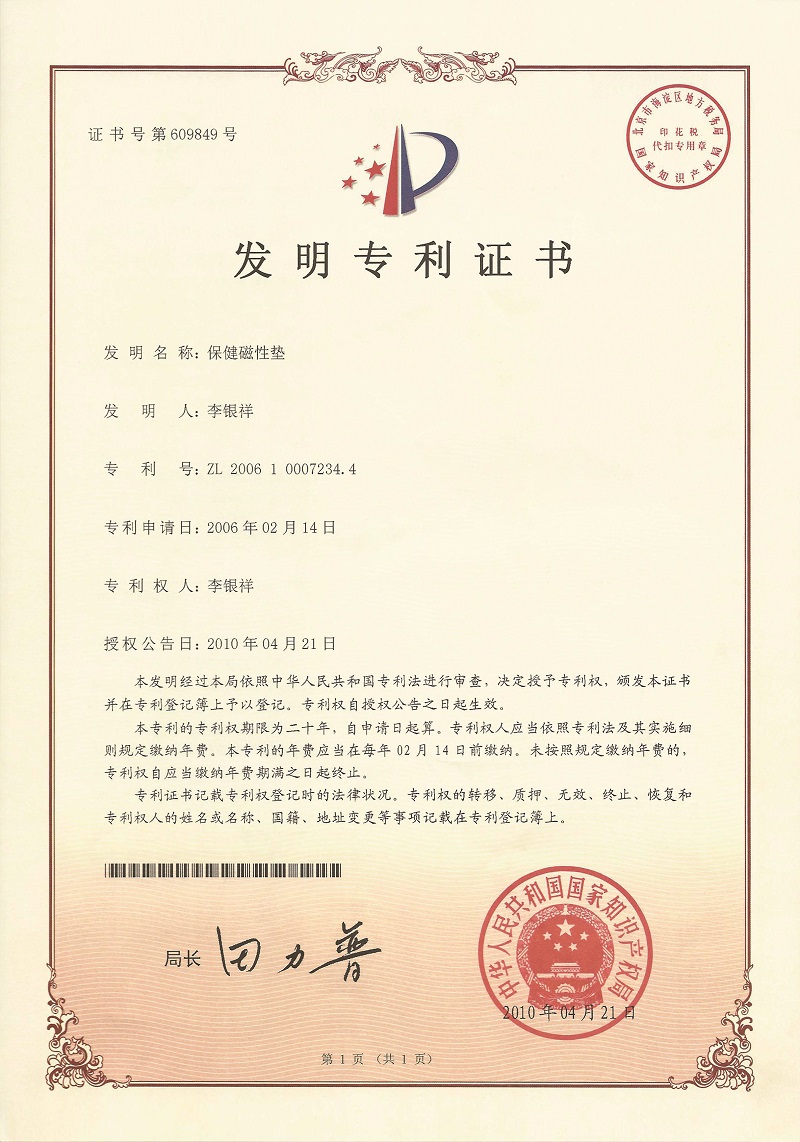 证书号第609849号
北京市海淀区地方税务局
印花税
代扣专用章
国家知识产权局
发明专利证书
发 明 名 称：保健磁性垫
发 明 人：李银祥
专 利 号：ZL 2006 1 0007234.4
专利申请日：2006年02月14日
专 利 权 人：李银祥
授权公告日：2010年04月21日
本发明经过本局依照中华人民共和国专利法进行审查，决定授予专利权，颁发本证书
并在专利登记簿上予以登记。专利权自授权公告之日起生效。
本专利的专利权期限为二十年，自申请日起算。专利权人应当依照专利法及其实施细
则规定缴纳年费。本专利的年费应当在每年02月14日前缴纳。未按照规定缴纳年费的，
专利权自应当缴纳年费期满之日起终止。
专利证书记载专利权登记时的法律状况。专利权的转移、质押、无效、终止、恢复和
专利权人的姓名或名称、国籍、地址变更等事项记载在专利登记簿上。
局长 田力普
中华人民共和国国家知识产权局
2010年04月21日
第 1 页 （共 1 页）